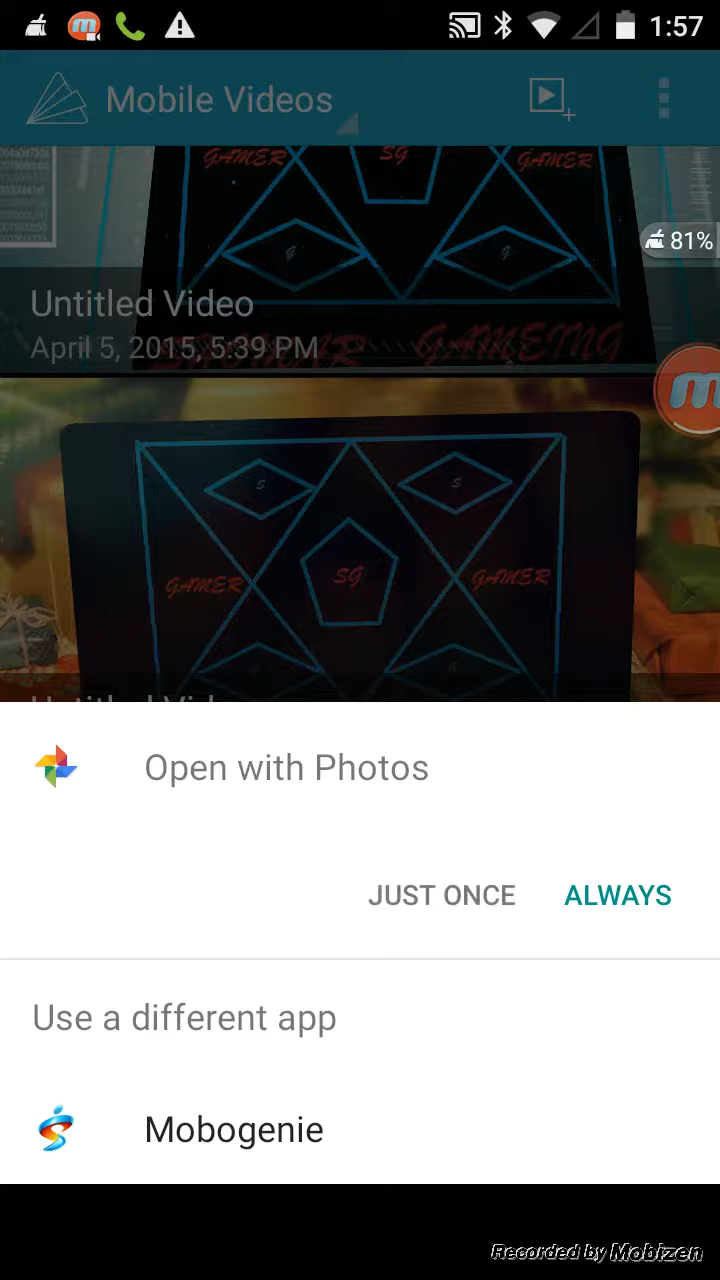 1:57
Mobile Videos
GAMER SG GAMER
81%
G G
Untitled Video
April 5, 2015, 5:39 PM
GAMEING
S S
GAMER SG GAMER
Open with Photos
JUST ONCE ALWAYS
Use a different app
Mobogenie
Recorded by Mobizen